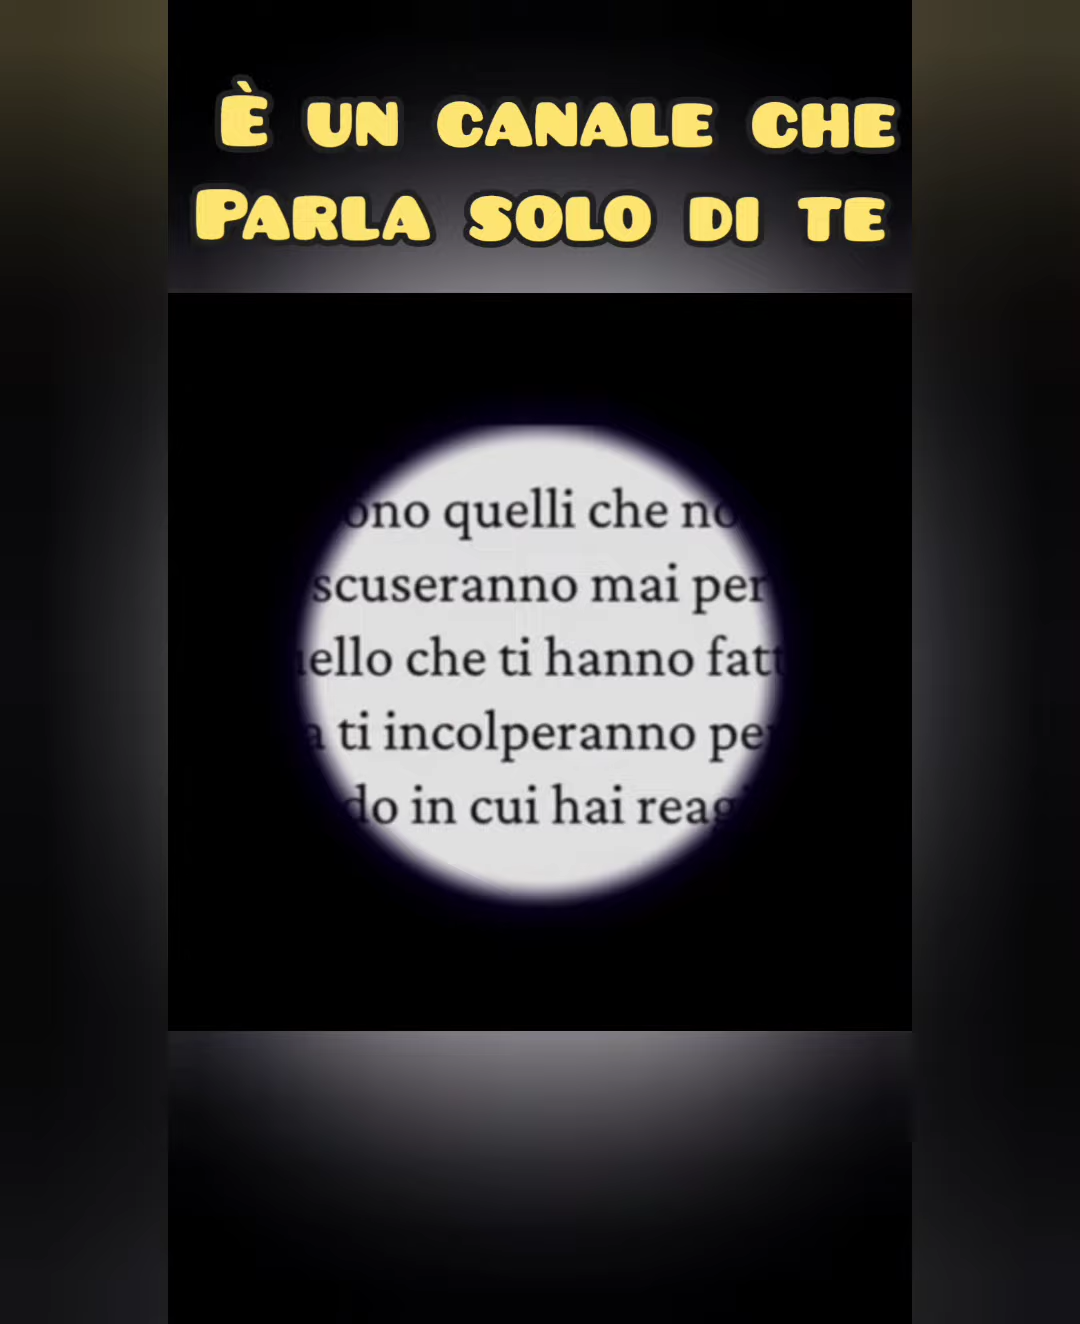 È UN CANALE CHE
PARLA SOLO DI TE
quelli che
scuseranno mai per
che ti hanno
ti incolperanno
in cui hai